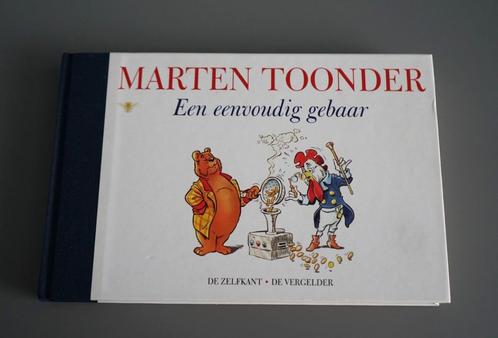 MARTEN TOONDER
Een eenvoudig gebaar
DE ZELFKANT • DE VERGELDER